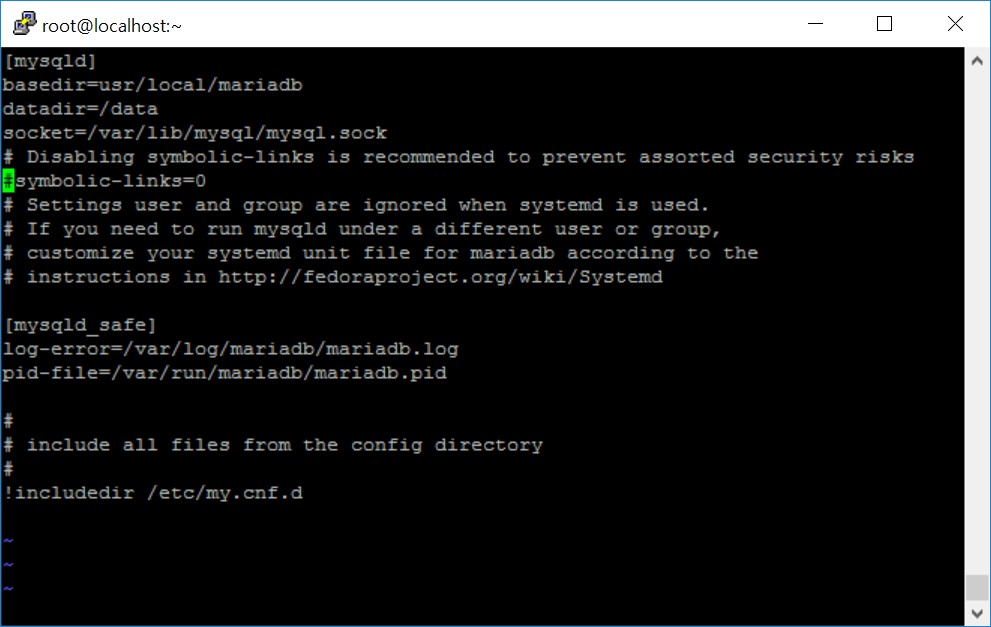 root@localhost:~
[mysqld]
basedir=usr/local/mariadb
datadir=/data
socket=/var/lib/mysql/mysql.sock
# Disabling symbolic-links is recommended to prevent assorted security risks
#symbolic-links=0
# Settings user and group are ignored when systemd is used.
# If you need to run mysqld under a different user or group,
# customize your systemd unit file for mariadb according to the
# instructions in http://fedoraproject.org/wiki/Systemd
[mysqld_safe]
log-error=/var/log/mariadb/mariadb.log
pid-file=/var/run/mariadb/mariadb.pid
#
# include all files from the config directory
#
!includedir /etc/my.cnf.d
~
~
~